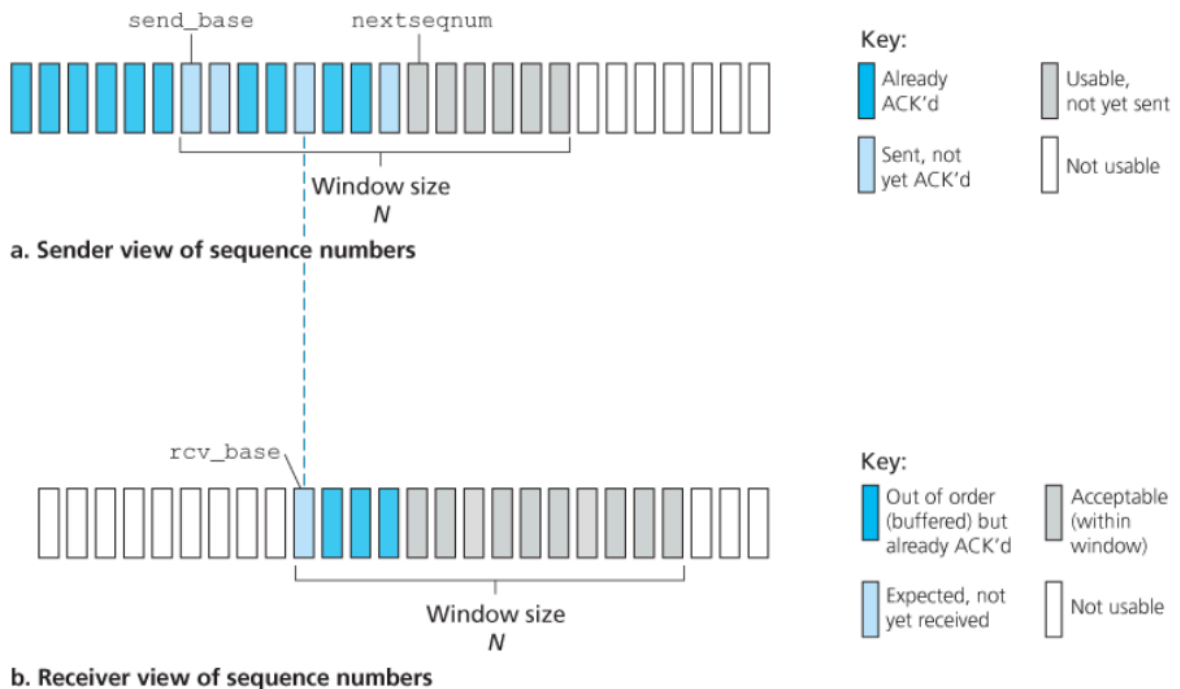 send_base
nextseqnum
Window size
N
a. Sender view of sequence numbers
Key:
Already
ACK'd
Usable,
not yet sent
Sent, not
yet ACK'd
Not usable
rcv_base
Window size
N
b. Receiver view of sequence numbers
Key:
Out of order
(buffered) but
already ACK'd
Acceptable
(within
window)
Expected, not
yet received
Not usable